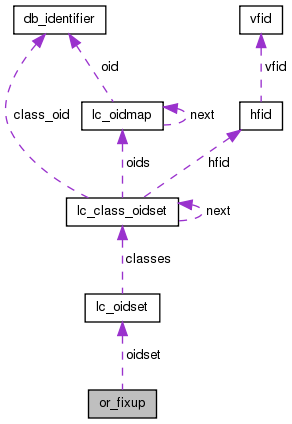 db_identifier
vfid
oid
vfid
class_oid
lc_oidmap
next
hfid
oids
hfid
lc_class_oidset
next
classes
lc_oidset
oidset
or_fixup